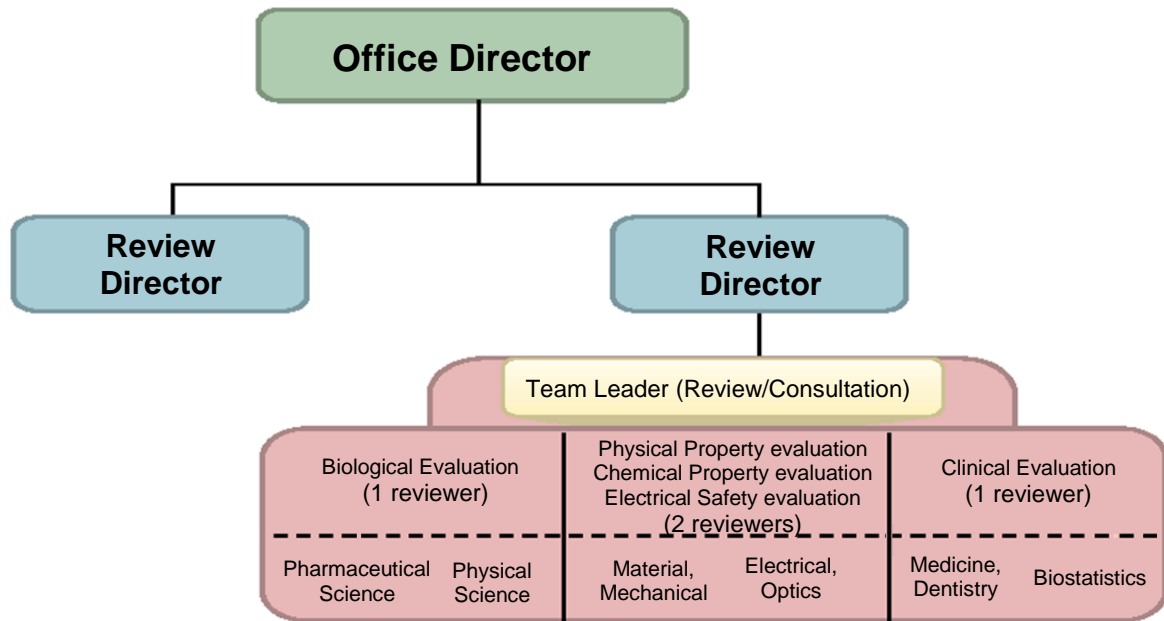 Office Director
Review
Director
Review
Director
Team Leader (Review/Consultation)
Biological Evaluation
(1 reviewer)
Physical Property evaluation
Chemical Property evaluation
Electrical Safety evaluation
(2 reviewers)
Clinical Evaluation
(1 reviewer)
Pharmaceutical
Science
Physical
Science
Material,
Mechanical
Electrical,
Optics
Medicine,
Dentistry
Biostatistics